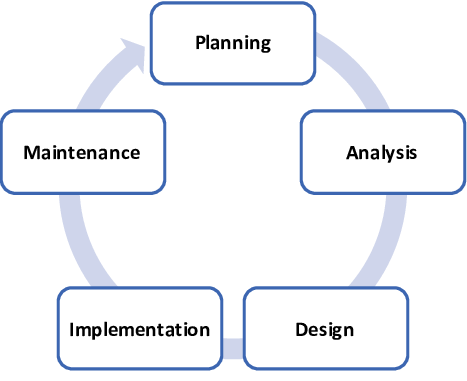 Planning
Analysis
Design
Implementation
Maintenance